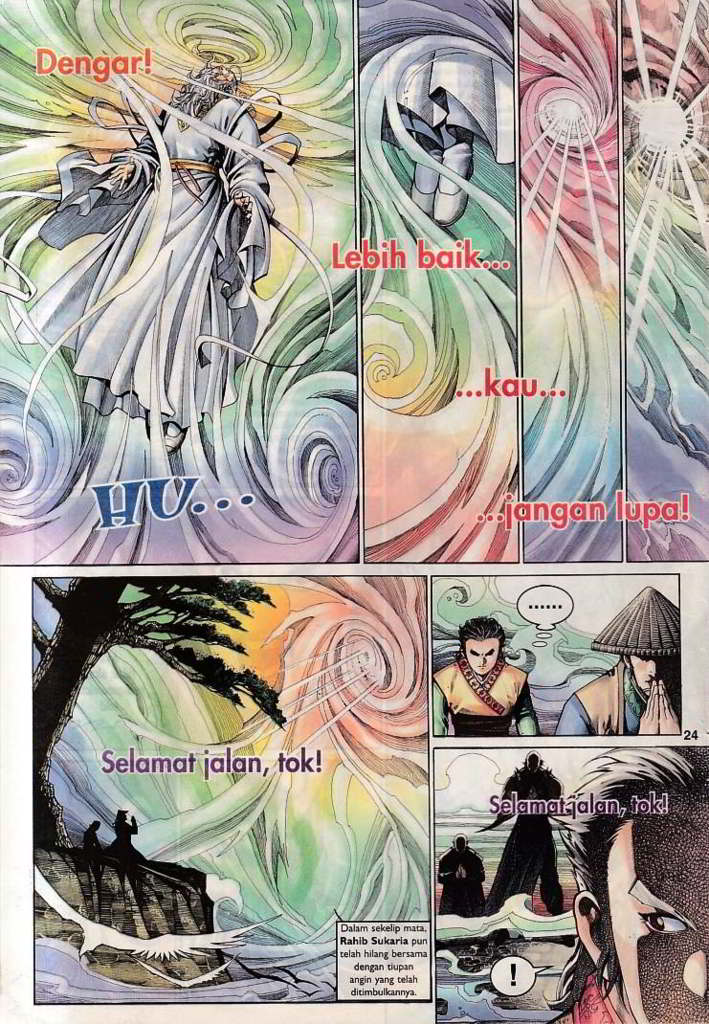 Dengar!
HU...
Lebih baik...
...kau...
...jangan lupa!
Selamat jalan, tok!
Dalam sekelip mata,
Rahib Sukaria pun
telah hilang bersama
dengan tiupan
angin yang telah
ditimbulkannya.
......
24
Selamat jalan, tok!
!